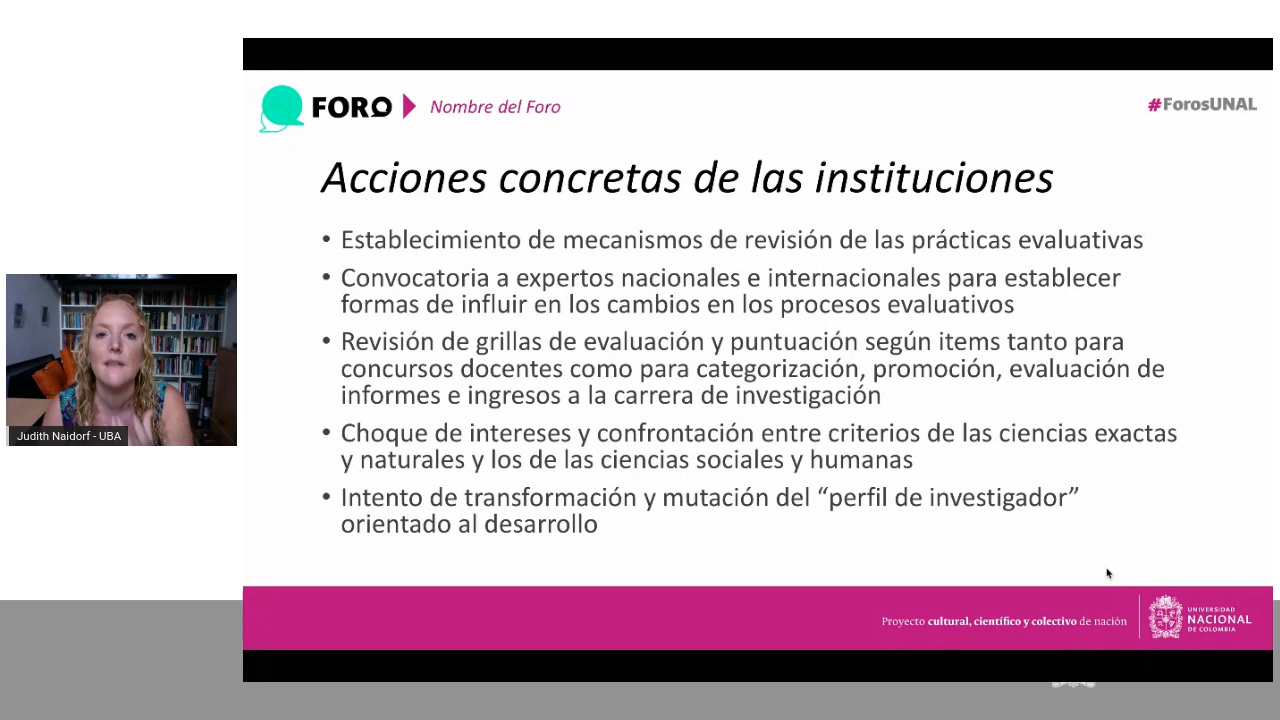 FORO
Nombre del Foro
#ForosUNAL
Acciones concretas de las instituciones
• Establecimiento de mecanismos de revisión de las prácticas evaluativas
• Convocatoria a expertos nacionales e internacionales para establecer
formas de influir en los cambios en los procesos evaluativos
• Revisión de grillas de evaluación y puntuación según items tanto para
concursos docentes como para categorización, promoción, evaluación de
informes e ingresos a la carrera de investigación
• Choque de intereses y confrontación entre criterios de las ciencias exactas
y naturales y los de las ciencias sociales y humanas
• Intento de transformación y mutación del “perfil de investigador”
orientado al desarrollo
Judith Naidorf - UBA
Proyecto cultural, científico y colectivo de nación
UNIVERSIDAD
NACIONAL
DE COLOMBIA